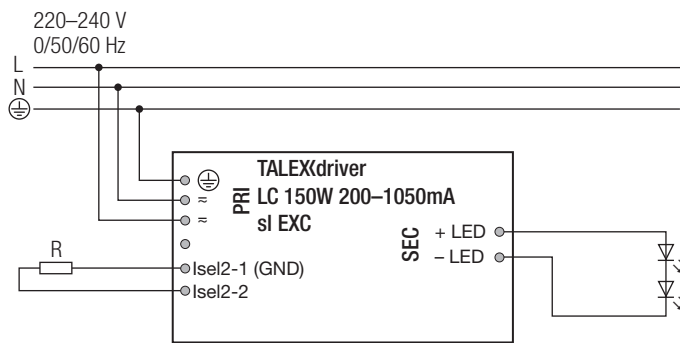 220–240 V
0/50/60 Hz
L
N
PRI
TALEXXdriver
LC 150W 200–1050mA
sl EXC
≈
≈
SEC
+ LED
– LED
R
Isel2-1 (GND)
Isel2-2